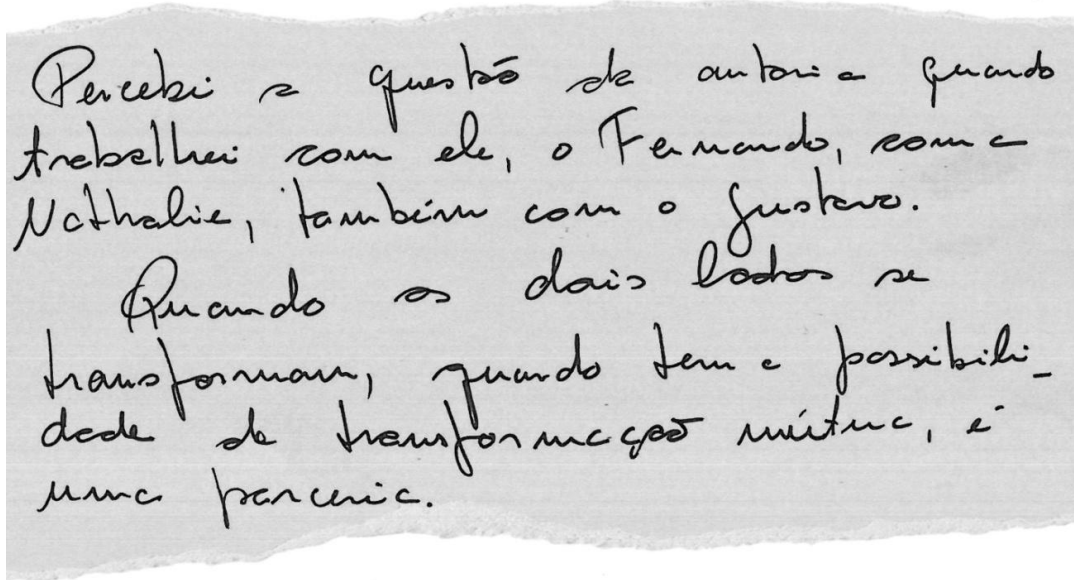 Percebi a questão de autoria quando
trabalhei com ele, o Fernando, com a
Nathalie, também com o Gustavo.
Quando os dois lados se
transformam, quando tem a possibili_
dade de transformação mútua, é
uma parceria.